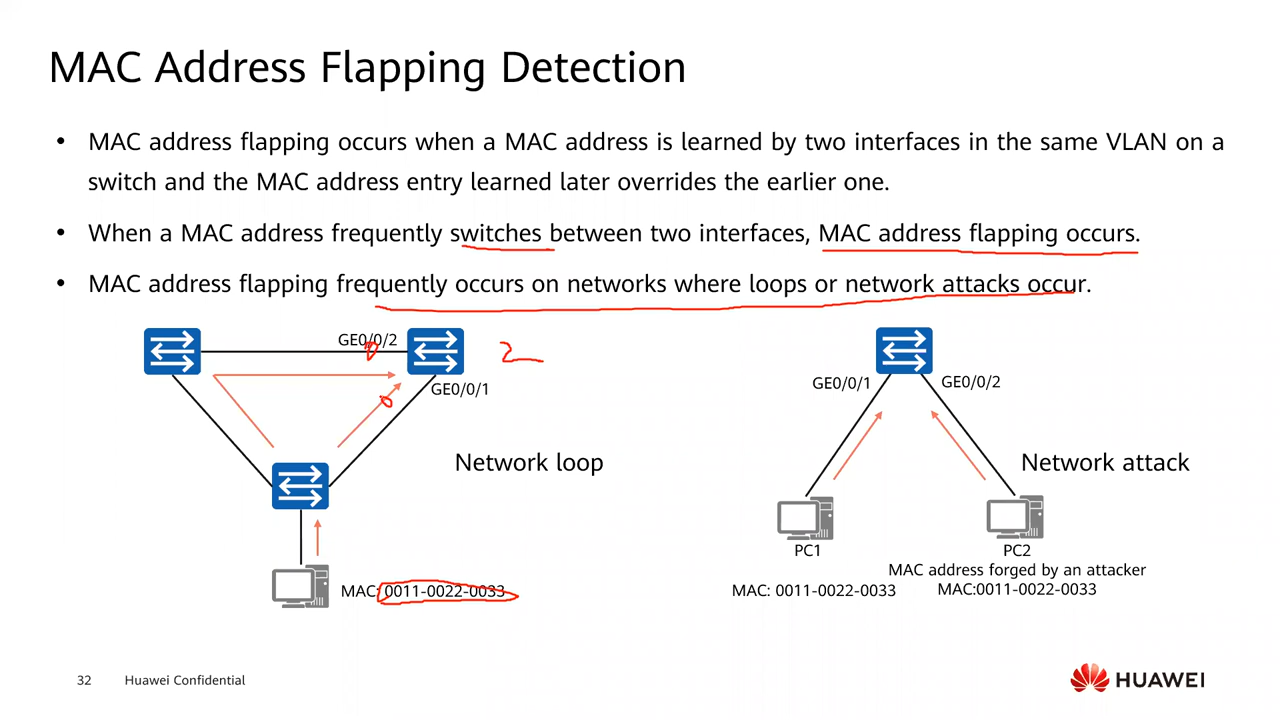 MAC Address Flapping Detection
• MAC address flapping occurs when a MAC address is learned by two interfaces in the same VLAN on a
switch and the MAC address entry learned later overrides the earlier one.
• When a MAC address frequently switches between two interfaces, MAC address flapping occurs.
• MAC address flapping frequently occurs on networks where loops or network attacks occur.
GE0/0/2
2
GE0/0/1
Network loop
MAC: 0011-0022-0033
GE0/0/1
GE0/0/2
Network attack
PC1
MAC: 0011-0022-0033
PC2
MAC address forged by an attacker
MAC:0011-0022-0033
32
Huawei Confidential
HUAWEI